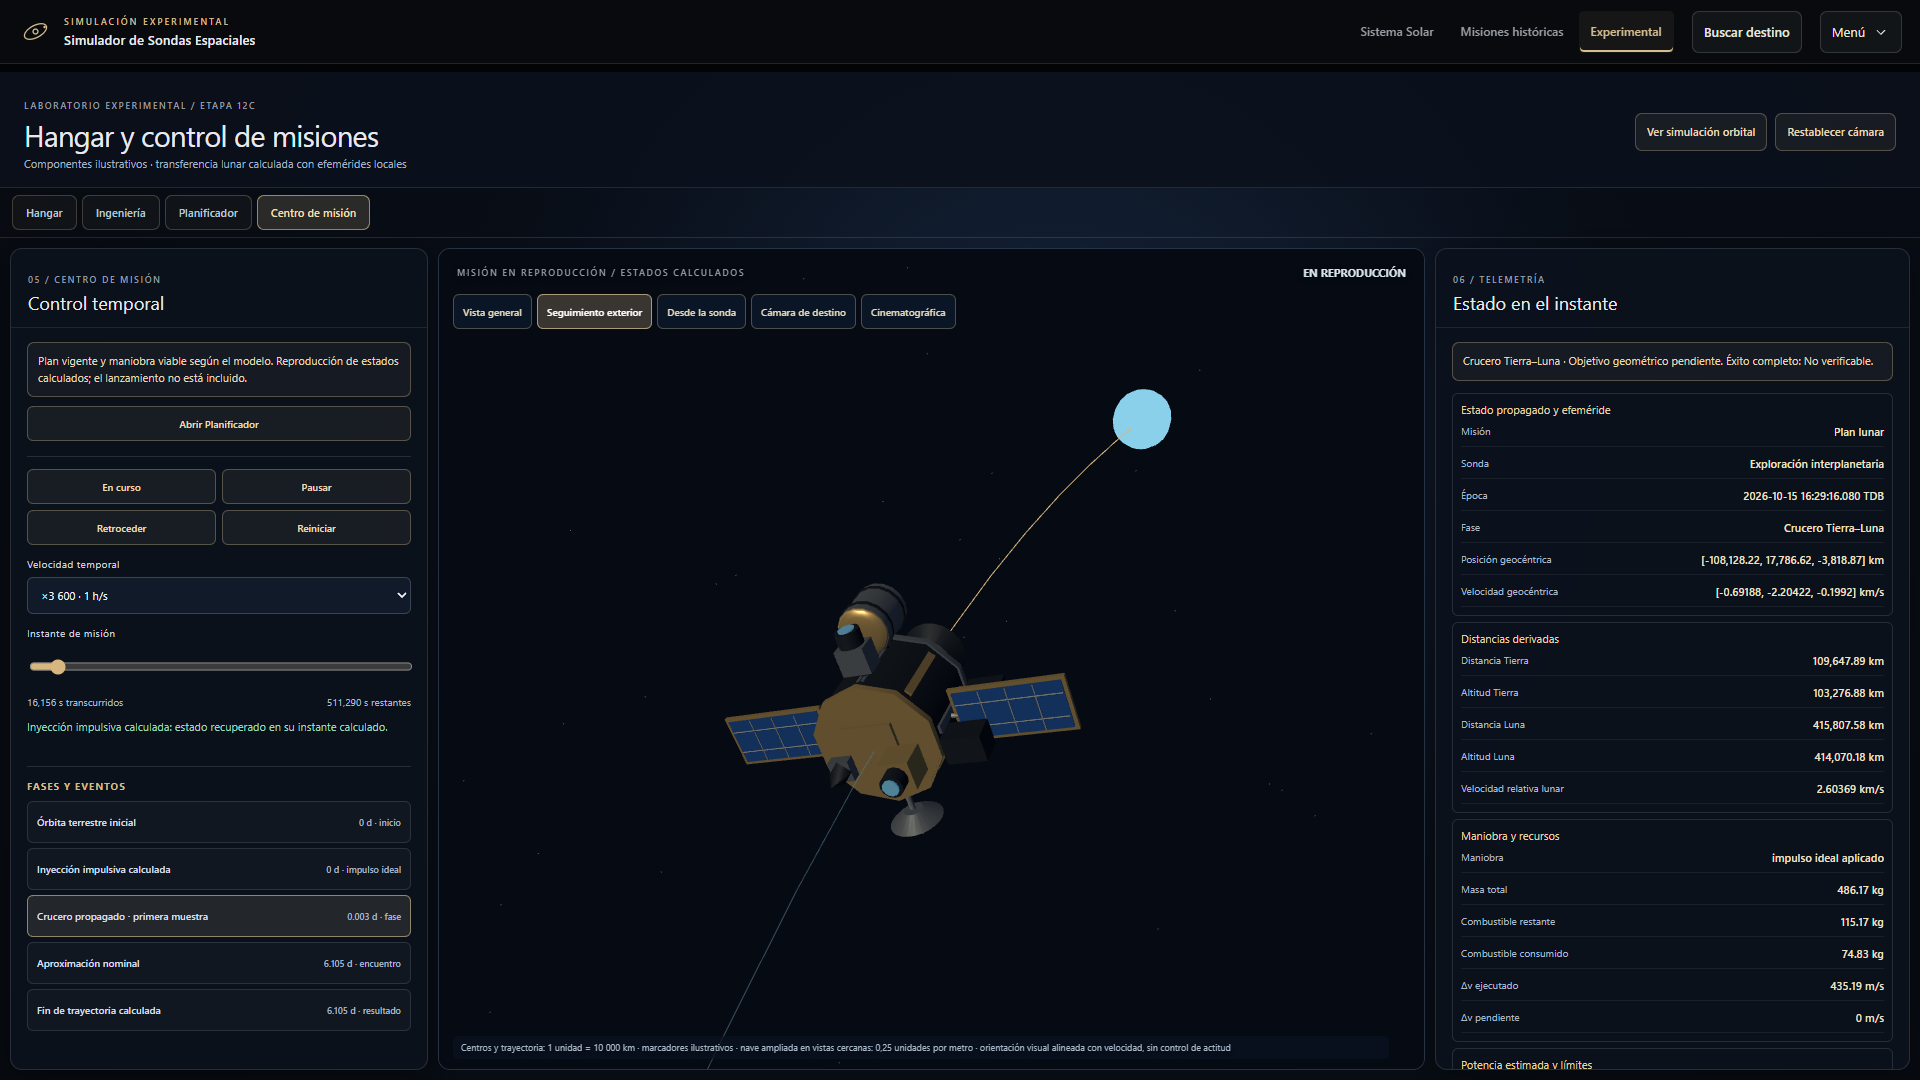 SIMULACIÓN EXPERIMENTAL
Simulador de Sondas Espaciales
Sistema Solar
Misiones históricas
Experimental
Buscar destino
Menú
LABORATORIO EXPERIMENTAL / ETAPA 12C
Hangar y control de misiones
Componentes ilustrativos · transferencia lunar calculada con efemérides locales
Ver simulación orbital
Restablecer cámara
Hangar
Ingeniería
Planificador
Centro de misión
05 / CENTRO DE MISIÓN
Control temporal
Plan vigente y maniobra viable según el modelo. Reproducción de estados
calculados; el lanzamiento no está incluido.
Abrir Planificador
En curso
Pausar
Retroceder
Reiniciar
Velocidad temporal
×3 600 · 1 h/s
Instante de misión
16,156 s transcurridos
511,290 s restantes
Inyección impulsiva calculada: estado recuperado en su instante calculado.
FASES Y EVENTOS
Órbita terrestre inicial
0 d · inicio
Inyección impulsiva calculada
0 d · impulso ideal
Crucero propagado · primera muestra
0.003 d · fase
Aproximación nominal
6.105 d · encuentro
Fin de trayectoria calculada
6.105 d · resultado
MISIÓN EN REPRODUCCIÓN / ESTADOS CALCULADOS
EN REPRODUCCIÓN
Vista general
Seguimiento exterior
Desde la sonda
Cámara de destino
Cinematográfica
Centros y trayectoria: 1 unidad = 10 000 km · marcadores ilustrativos · nave ampliada en vistas cercanas: 0,25 unidades por metro · orientación visual alineada con velocidad, sin control de actitud
06 / TELEMETRÍA
Estado en el instante
Crucero Tierra–Luna · Objetivo geométrico pendiente. Éxito completo: No verificable.
Estado propagado y efeméride
Misión
Plan lunar
Sonda
Exploración interplanetaria
Época
2026-10-15 16:29:16.080 TDB
Fase
Crucero Tierra–Luna
Posición geocéntrica
[-108,128.22, 17,786.62, -3,818.87] km
Velocidad geocéntrica
[-0.69188, -2.20422, -0.1992] km/s
Distancias derivadas
Distancia Tierra
109,647.89 km
Altitud Tierra
103,276.88 km
Distancia Luna
415,807.58 km
Altitud Luna
414,070.18 km
Velocidad relativa lunar
2.60369 km/s
Maniobra y recursos
Maniobra
impulso ideal aplicado
Masa total
486.17 kg
Combustible restante
115.17 kg
Combustible consumido
74.83 kg
Δv ejecutado
435.19 m/s
Δv pendiente
0 m/s
Potencia estimada y límites